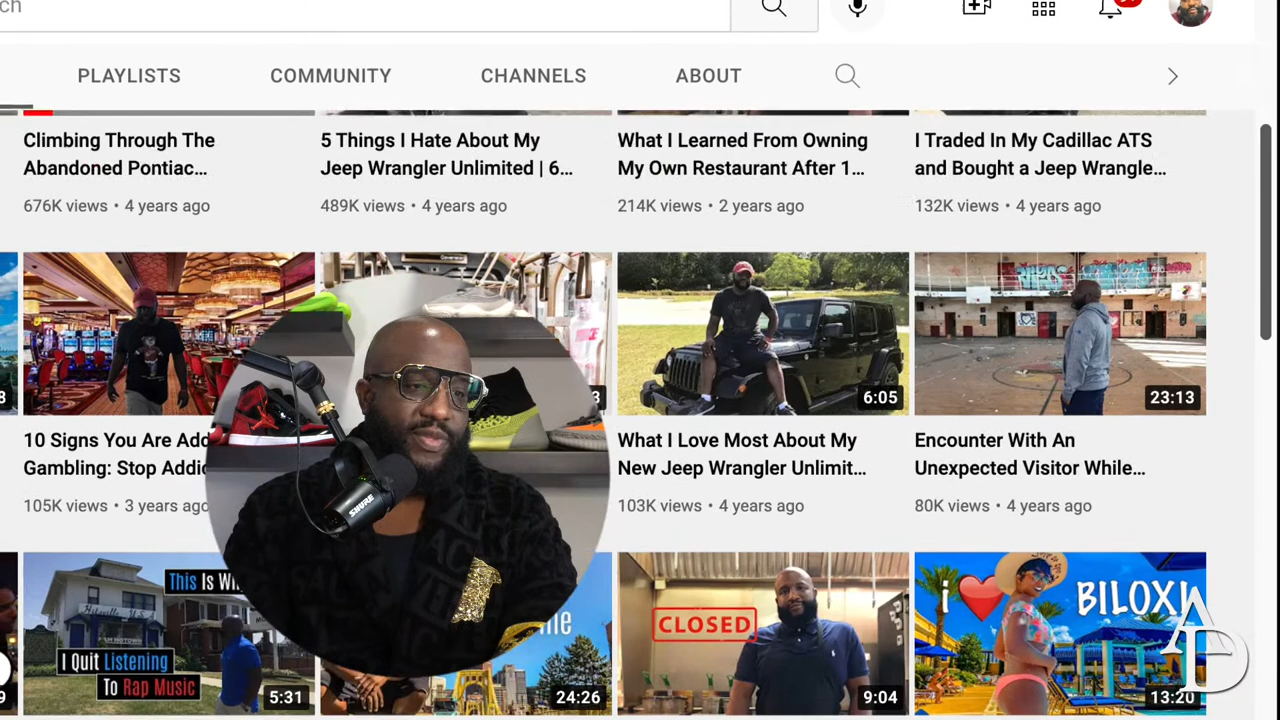 ch
PLAYLISTS
COMMUNITY
CHANNELS
ABOUT
Climbing Through The
Abandoned Pontiac...
676K views • 4 years ago
5 Things I Hate About My
Jeep Wrangler Unlimited | 6...
489K views • 4 years ago
What I Learned From Owning
My Own Restaurant After 1...
214K views • 2 years ago
I Traded In My Cadillac ATS
and Bought a Jeep Wrangle...
132K views • 4 years ago
6:05
23:13
10 Signs You Are Add
Gambling: Stop Addic
105K views • 3 years ago
SHURE
What I Love Most About My
New Jeep Wrangler Unlimit...
103K views • 4 years ago
Encounter With An
Unexpected Visitor While...
80K views • 4 years ago
This Is Wh
Hitsville U.S.A.
I Quit Listening
To Rap Music
5:31
me
24:26
CLOSED
9:04
i
BILOXI
13:20
AD